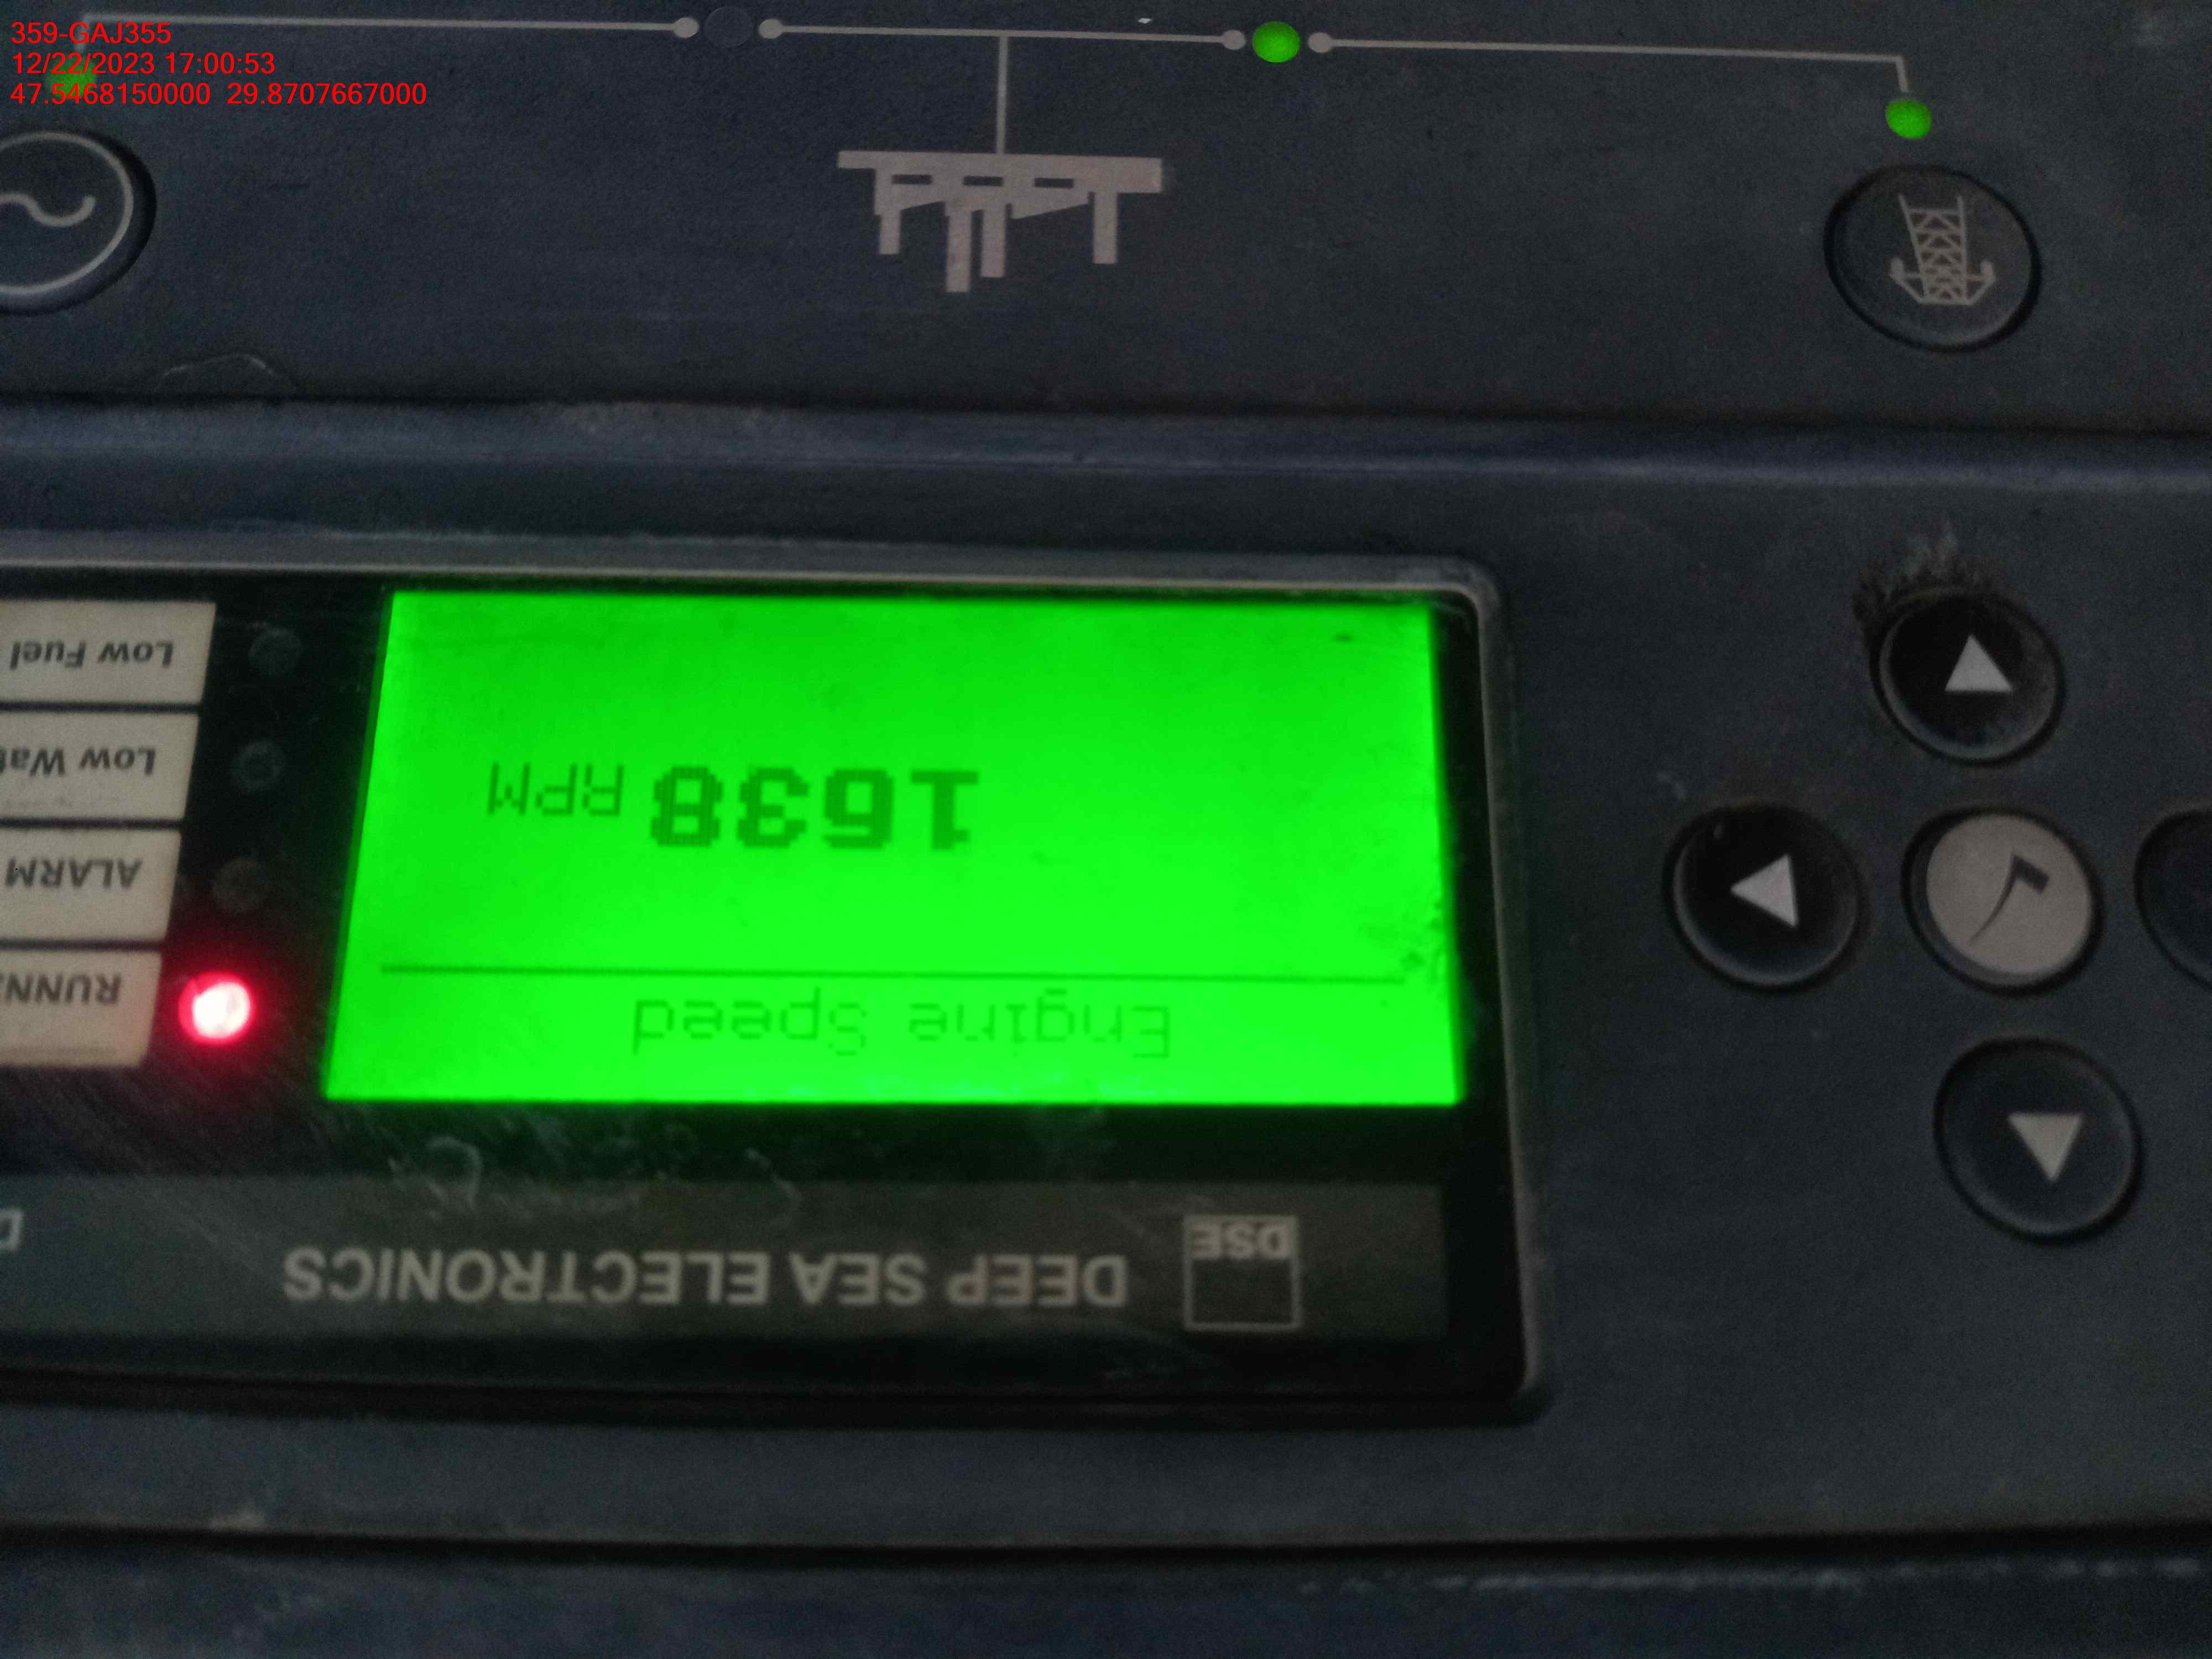 359-GAJ355
12/22/2023 17:00:53
47.5468150000 29.8707667000
DSE
DEEP SEA ELECTRONICS
Engine Speed
1638 RPM
RUNN
ALARM
Low Wat
Low Fuel